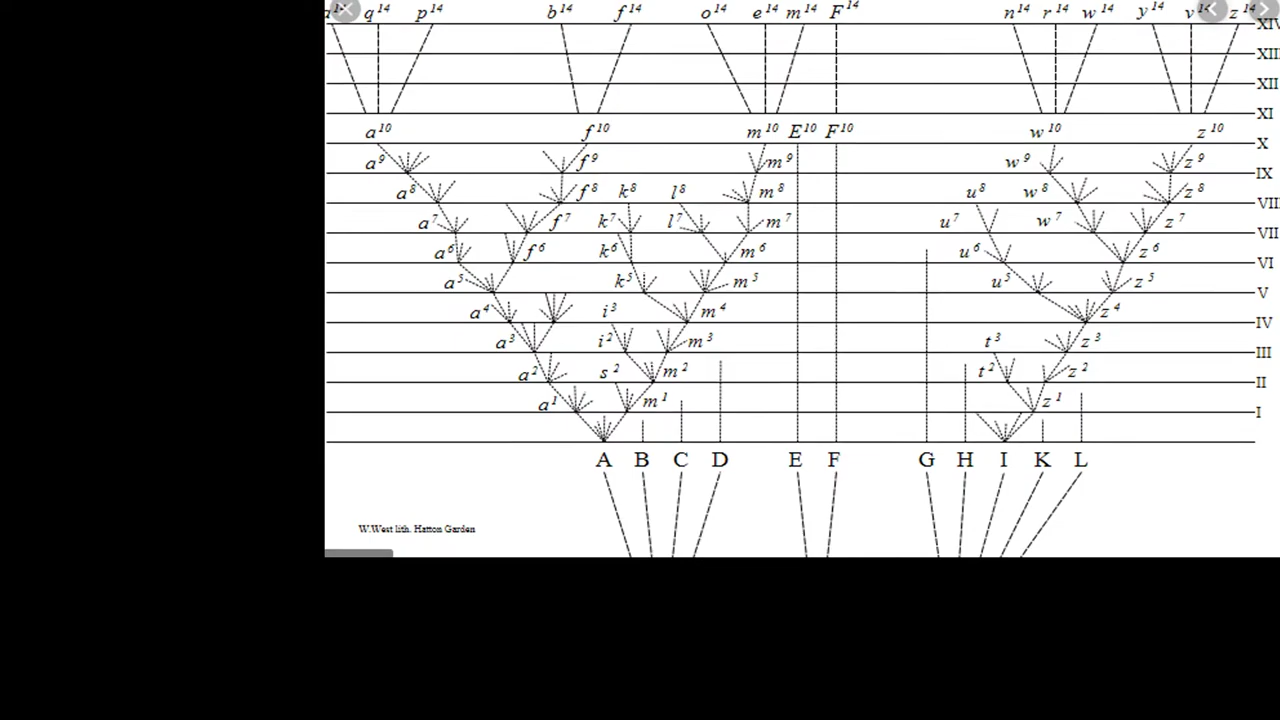 a¹⁴ q¹⁴ p¹⁴ b¹⁴ f¹⁴ o¹⁴ e¹⁴ m¹⁴ F¹⁴ n¹⁴ r¹⁴ w¹⁴ y¹⁴ v¹⁴ z¹⁴ XIV
XIII
XII
XI
a¹⁰ f¹⁰ m¹⁰ E¹⁰ F¹⁰ w¹⁰ z¹⁰
X
a⁹ f⁹ m⁹ w⁹ z⁹
IX
a⁸ f⁸ k⁸ l⁸ m⁸ u⁸ w⁸ z⁸
VIII
a⁷ f⁷ k⁷ l⁷ m⁷ u⁷ w⁷ z⁷
VII
a⁶ f⁶ k⁶ m⁶ u⁶ z⁶
VI
a⁵ k⁵ m⁵ u⁵ z⁵
V
a⁴ i³ m⁴ z⁴
IV
a³ i² m³ t³ z³
III
a² s² m² t² z²
II
a¹ m¹ z¹
I
A B C D E F G H I K L
W.West lith. Hatton Garden